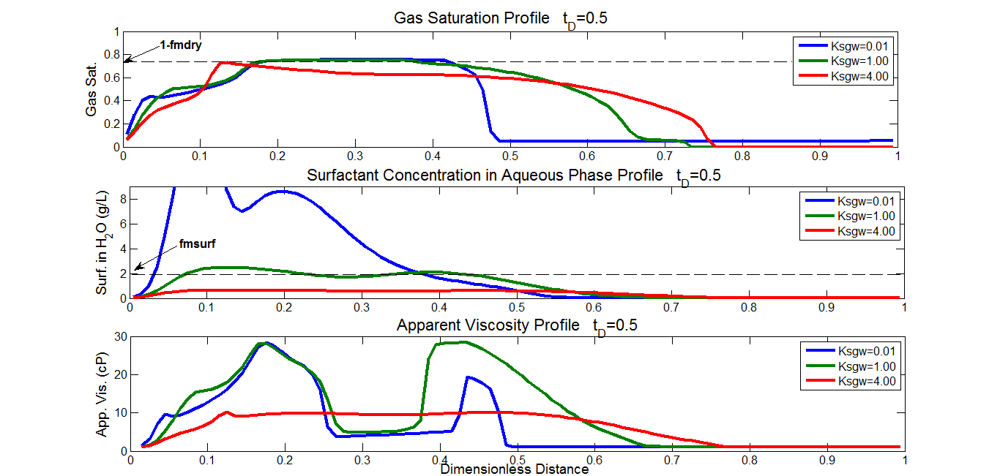 Gas Saturation Profile t_D=0.5
Gas Sat.
1
0.8
0.6
0.4
0.2
0
1-fmdry
Ksgw=0.01
Ksgw=1.00
Ksgw=4.00
0 0.1 0.2 0.3 0.4 0.5 0.6 0.7 0.8 0.9 1
Surfactant Concentration in Aqueous Phase Profile t_D=0.5
Surf. in H_2O (g/L)
8
6
4
2
0
fmsurf
Ksgw=0.01
Ksgw=1.00
Ksgw=4.00
0 0.1 0.2 0.3 0.4 0.5 0.6 0.7 0.8 0.9 1
Apparent Viscosity Profile t_D=0.5
App. Vis. (cP)
30
20
10
0
Ksgw=0.01
Ksgw=1.00
Ksgw=4.00
0 0.1 0.2 0.3 0.4 0.5 0.6 0.7 0.8 0.9 1
Dimensionless Distance